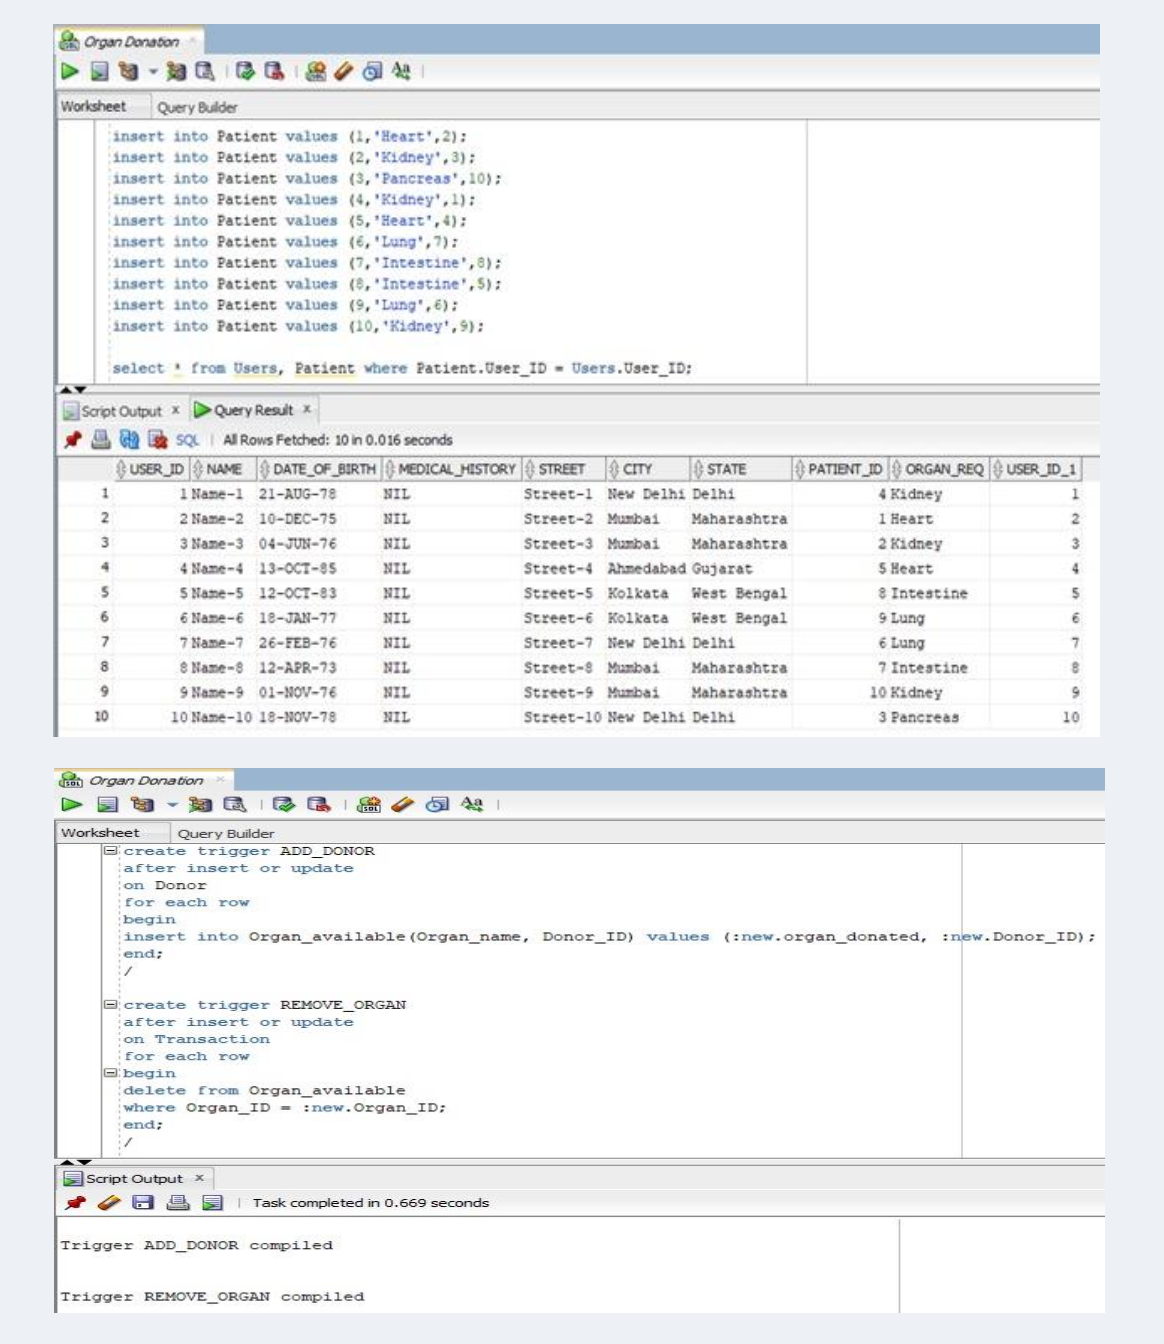 Organ Donation
Worksheet Query Builder
insert into Patient values (1,'Heart',2);
insert into Patient values (2,'Kidney',3);
insert into Patient values (3,'Pancreas',10);
insert into Patient values (4,'Kidney',1);
insert into Patient values (5,'Heart',4);
insert into Patient values (6,'Lung',7);
insert into Patient values (7,'Intestine',8);
insert into Patient values (8,'Intestine',5);
insert into Patient values (9,'Lung',6);
insert into Patient values (10,'Kidney',9);
select * from Users, Patient where Patient.User_ID = Users.User_ID;
Script Output x Query Result x
SQL | All Rows Fetched: 10 in 0.016 seconds
USER_ID NAME DATE_OF_BIRTH MEDICAL_HISTORY STREET CITY STATE PATIENT_ID ORGAN_REQ USER_ID_1
1 1 Name-1 21-AUG-78 NIL Street-1 New Delhi Delhi 4 Kidney 1
2 2 Name-2 10-DEC-75 NIL Street-2 Mumbai Maharashtra 1 Heart 2
3 3 Name-3 04-JUN-76 NIL Street-3 Mumbai Maharashtra 2 Kidney 3
4 4 Name-4 13-OCT-85 NIL Street-4 Ahmedabad Gujarat 5 Heart 4
5 5 Name-5 12-OCT-83 NIL Street-5 Kolkata West Bengal 8 Intestine 5
6 6 Name-6 18-JAN-77 NIL Street-6 Kolkata West Bengal 9 Lung 6
7 7 Name-7 26-FEB-76 NIL Street-7 New Delhi Delhi 6 Lung 7
8 8 Name-8 12-APR-73 NIL Street-8 Mumbai Maharashtra 7 Intestine 8
9 9 Name-9 01-NOV-76 NIL Street-9 Mumbai Maharashtra 10 Kidney 9
10 10 Name-10 18-NOV-78 NIL Street-10 New Delhi Delhi 3 Pancreas 10
Organ Donation
Worksheet Query Builder
create trigger ADD_DONOR
after insert or update
on Donor
for each row
begin
insert into Organ_available(Organ_name, Donor_ID) values (:new.organ_donated, :new.Donor_ID);
end;
/
create trigger REMOVE_ORGAN
after insert or update
on Transaction
for each row
begin
delete from Organ_available
where Organ_ID = :new.Organ_ID;
end;
/
Script Output x
| Task completed in 0.669 seconds
Trigger ADD_DONOR compiled
Trigger REMOVE_ORGAN compiled